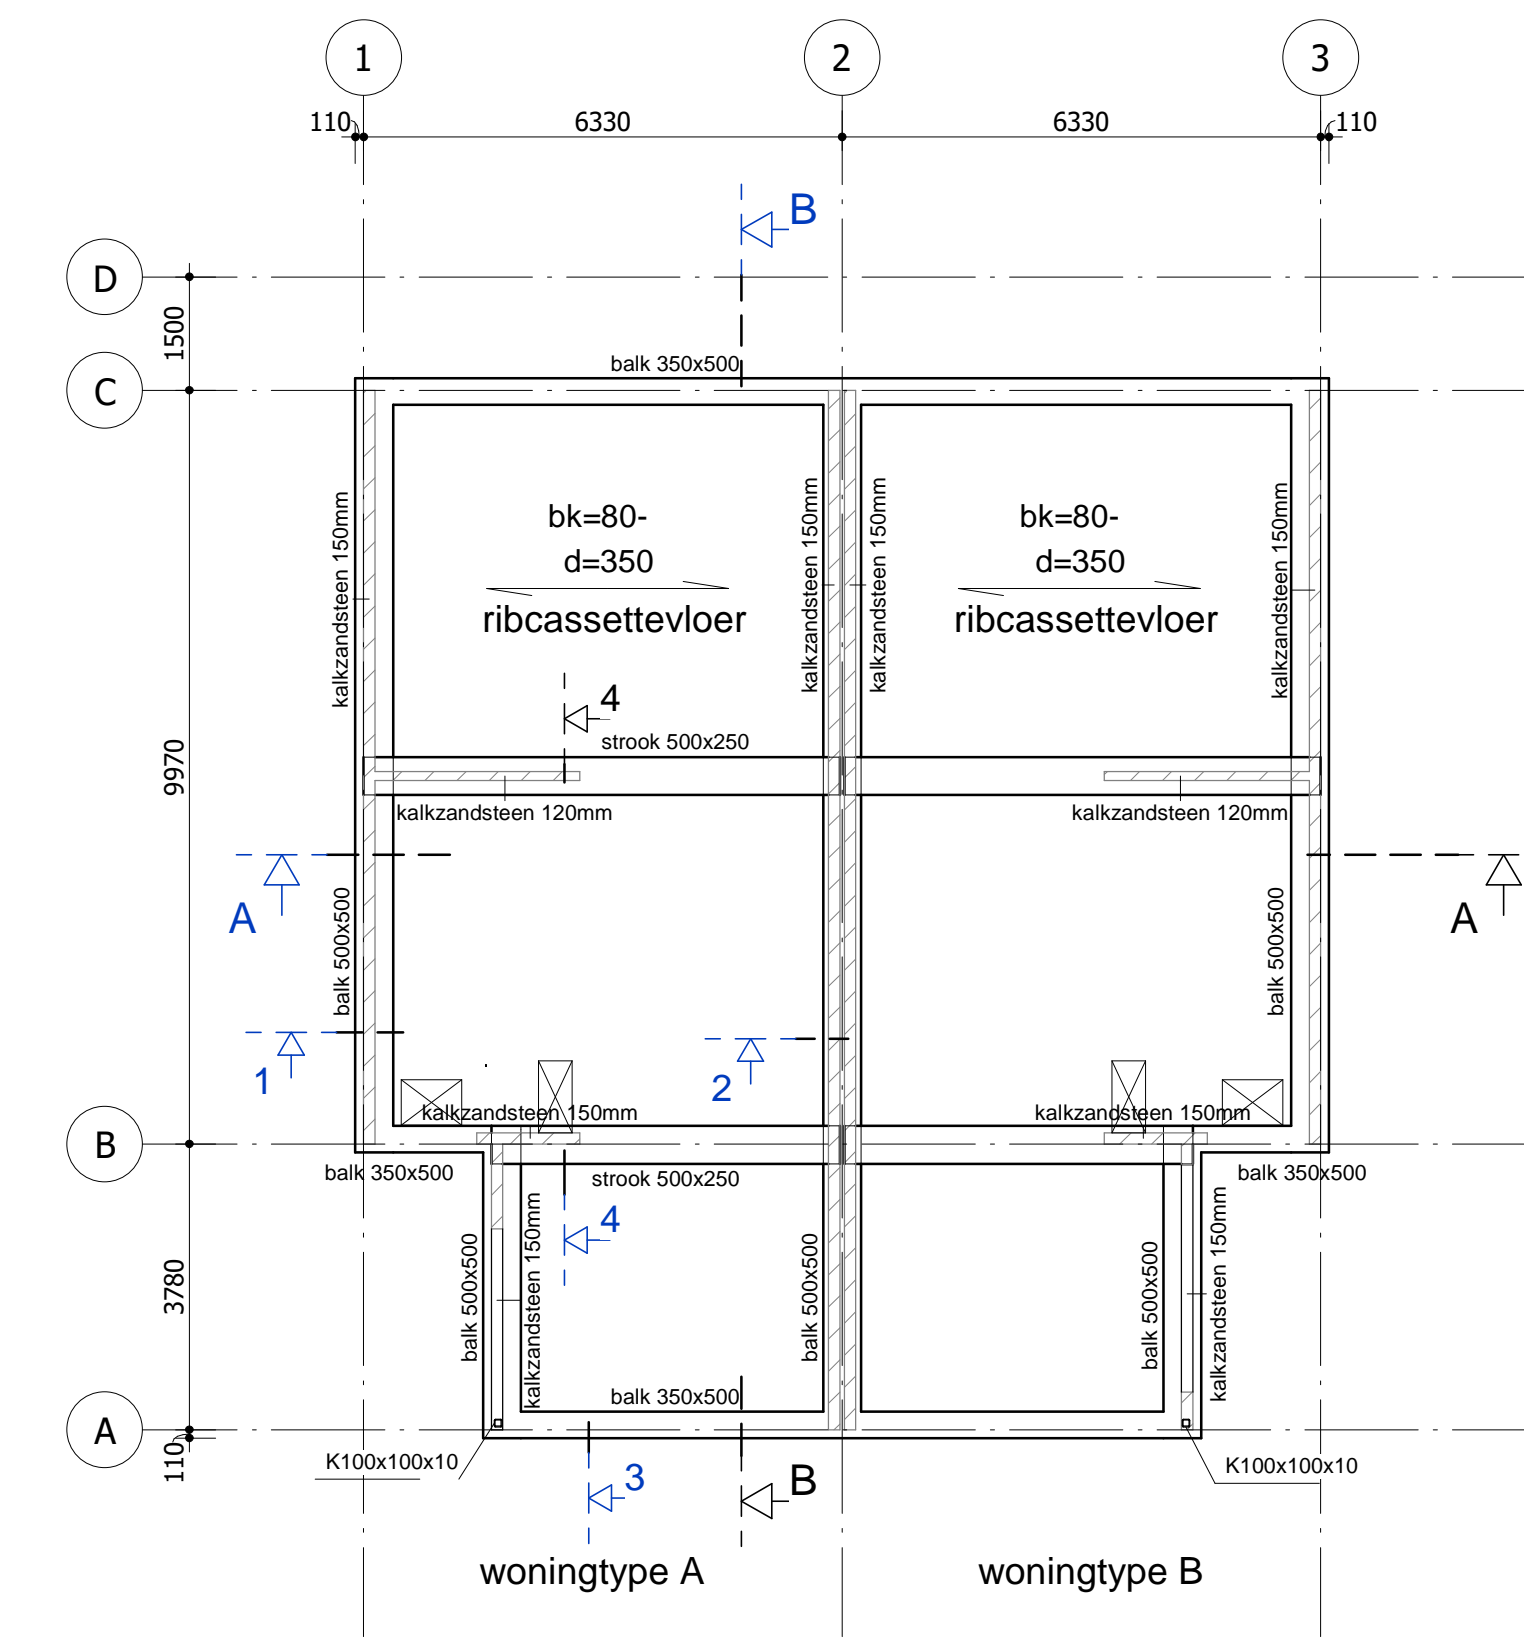 1
2
3
110
6330
6330
110
B
D
1500
balk 350x500
C
kalkzandsteen 150mm
bk=80-
d=350
ribcassettevloer
kalkzandsteen 150mm
kalkzandsteen 150mm
bk=80-
d=350
ribcassettevloer
kalkzandsteen 150mm
4
strook 500x250
9970
kalkzandsteen 120mm
kalkzandsteen 120mm
A
balk 500x500
balk 500x500
A
1
2
kalkzandsteen 150mm
kalkzandsteen 150mm
B
balk 350x500
strook 500x250
balk 350x500
4
3780
balk 500x500
kalkzandsteen 150mm
balk 500x500
balk 500x500
kalkzandsteen 150mm
balk 350x500
A
110
K100x100x10
K100x100x10
3
B
woningtype A
woningtype B